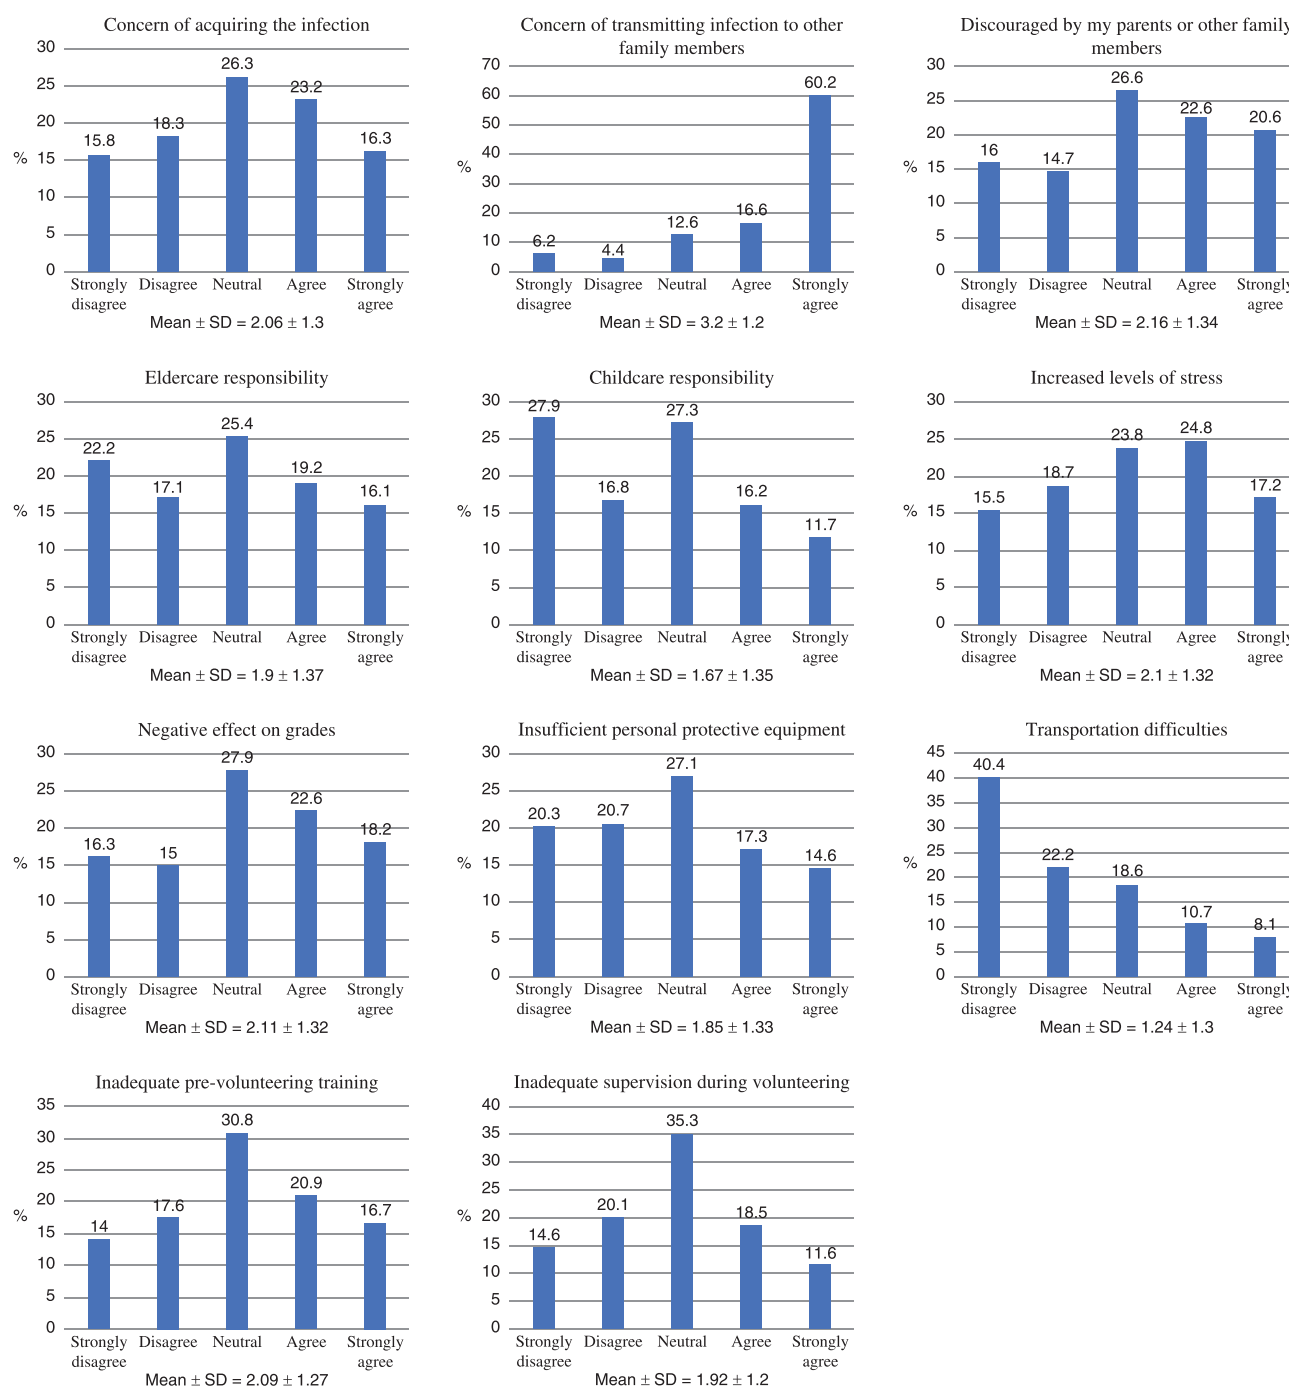 Concern of acquiring the infection
30
25
20
15
10
5
0
%
15.8
18.3
26.3
23.2
16.3
Strongly disagree
Disagree
Neutral
Agree
Strongly agree
Mean ± SD = 2.06 ± 1.3
Concern of transmitting infection to other
family members
70
60
50
40
30
20
10
0
%
6.2
4.4
12.6
16.6
60.2
Strongly disagree
Disagree
Neutral
Agree
Strongly agree
Mean ± SD = 3.2 ± 1.2
Discouraged by my parents or other family
members
30
25
20
15
10
5
0
%
16
14.7
26.6
22.6
20.6
Strongly disagree
Disagree
Neutral
Agree
Strongly agree
Mean ± SD = 2.16 ± 1.34
Eldercare responsibility
30
25
20
15
10
5
0
%
22.2
17.1
25.4
19.2
16.1
Strongly disagree
Disagree
Neutral
Agree
Strongly agree
Mean ± SD = 1.9 ± 1.37
Childcare responsibility
30
25
20
15
10
5
0
%
27.9
16.8
27.3
16.2
11.7
Strongly disagree
Disagree
Neutral
Agree
Strongly agree
Mean ± SD = 1.67 ± 1.35
Increased levels of stress
30
25
20
15
10
5
0
%
15.5
18.7
23.8
24.8
17.2
Strongly disagree
Disagree
Neutral
Agree
Strongly agree
Mean ± SD = 2.1 ± 1.32
Negative effect on grades
30
25
20
15
10
5
0
%
16.3
15
27.9
22.6
18.2
Strongly disagree
Disagree
Neutral
Agree
Strongly agree
Mean ± SD = 2.11 ± 1.32
Insufficient personal protective equipment
30
25
20
15
10
5
0
%
20.3
20.7
27.1
17.3
14.6
Strongly disagree
Disagree
Neutral
Agree
Strongly agree
Mean ± SD = 1.85 ± 1.33
Transportation difficulties
45
40
35
30
25
20
15
10
5
0
%
40.4
22.2
18.6
10.7
8.1
Strongly disagree
Disagree
Neutral
Agree
Strongly agree
Mean ± SD = 1.24 ± 1.3
Inadequate pre-volunteering training
35
30
25
20
15
10
5
0
%
14
17.6
30.8
20.9
16.7
Strongly disagree
Disagree
Neutral
Agree
Strongly agree
Mean ± SD = 2.09 ± 1.27
Inadequate supervision during volunteering
40
35
30
25
20
15
10
5
0
%
14.6
20.1
35.3
18.5
11.6
Strongly disagree
Disagree
Neutral
Agree
Strongly agree
Mean ± SD = 1.92 ± 1.2